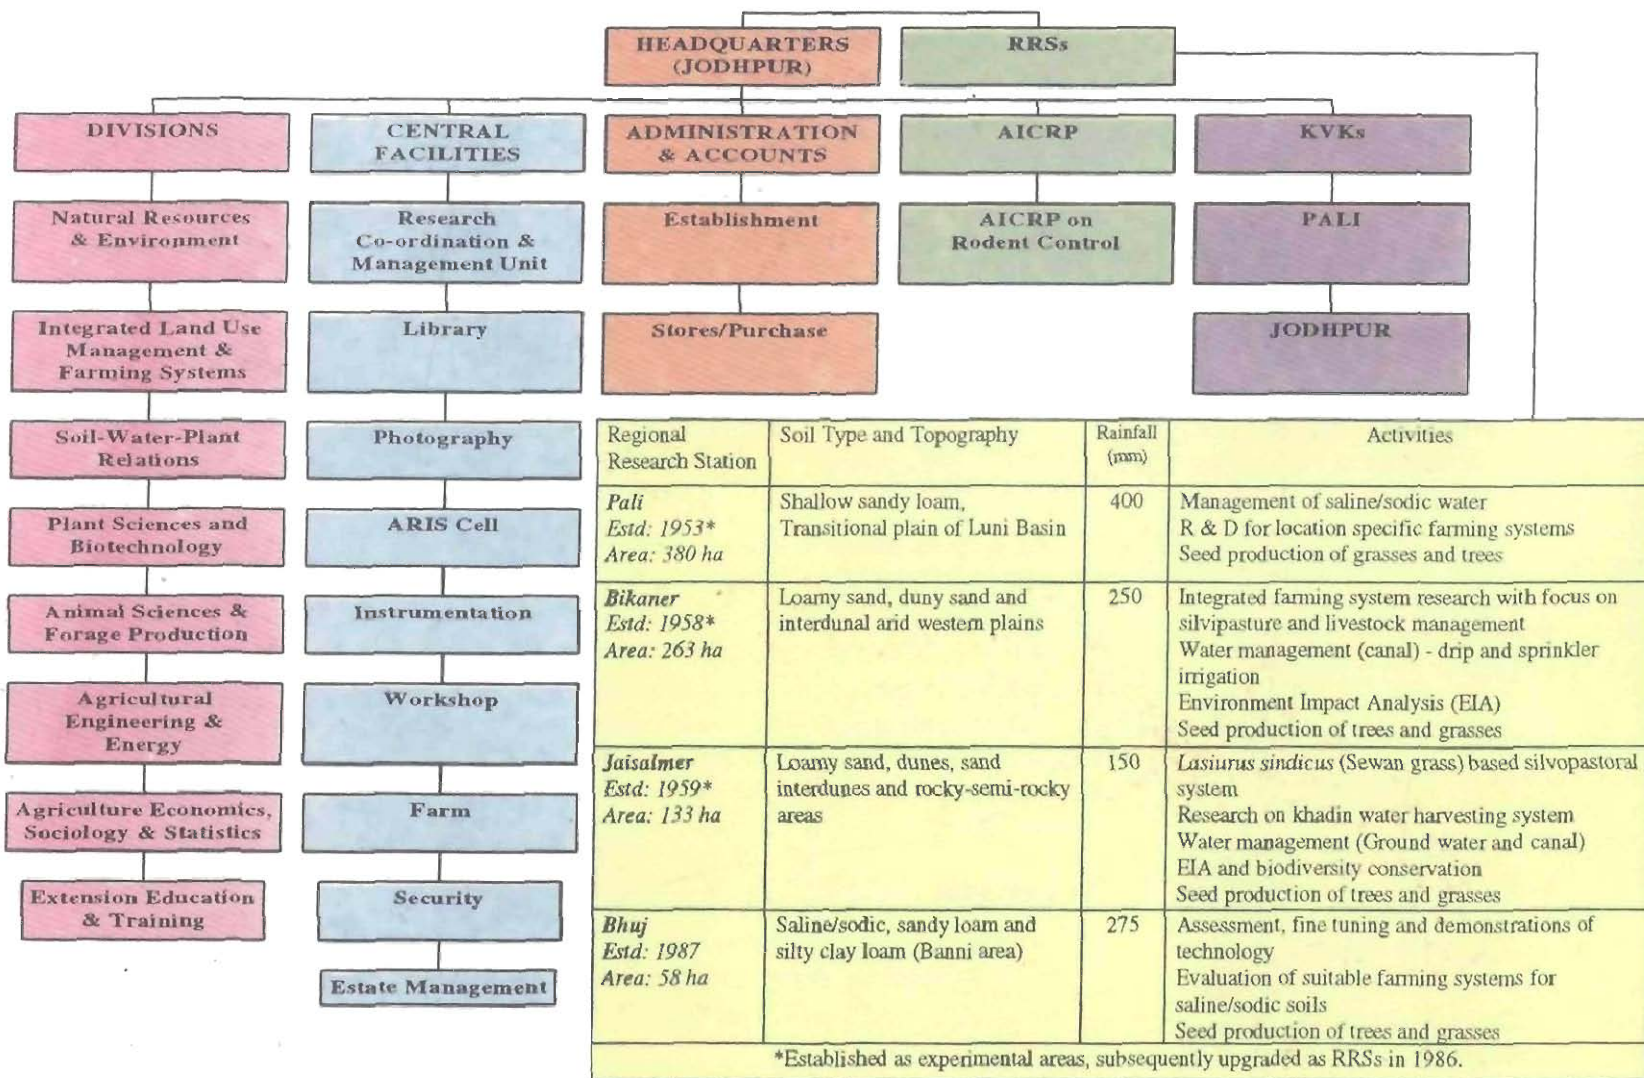 HEADQUARTERS
(JODHPUR)
RRSs
DIVISIONS
Natural Resources
& Environment
Integrated Land Use
Management &
Farming Systems
Soil-Water-Plant
Relations
Plant Sciences and
Biotechnology
Animal Sciences &
Forage Production
Agricultural
Engineering &
Energy
Agriculture Economics,
Sociology & Statistics
Extension Education
& Training
CENTRAL
FACILITIES
Research
Co-ordination &
Management Unit
Library
Photography
ARIS Cell
Instrumentation
Workshop
Farm
Security
Estate Management
ADMINISTRATION
& ACCOUNTS
Establishment
Stores/Purchase
AICRP
AICRP on
Rodent Control
KVKs
PALI
JODHPUR
Regional
Research Station
Soil Type and Topography
Rainfall
(mm)
Activities
Pali
Estd: 1953*
Area: 380 ha
Shallow sandy loam,
Transitional plain of Luni Basin
400
Management of saline/sodic water
R & D for location specific farming systems
Seed production of grasses and trees
Bikaner
Estd: 1958*
Area: 263 ha
Loamy sand, duny sand and
interdunal arid western plains
250
Integrated farming system research with focus on
silvipasture and livestock management
Water management (canal) - drip and sprinkler
irrigation
Environment Impact Analysis (EIA)
Seed production of trees and grasses
Jaisalmer
Estd: 1959*
Area: 133 ha
Loamy sand, dunes, sand
interdunes and rocky-semi-rocky
areas
150
Lasiurus sindicus (Sewan grass) based silvopastoral
system
Research on khadin water harvesting system
Water management (Ground water and canal)
EIA and biodiversity conservation
Seed production of trees and grasses
Bhuj
Estd: 1987
Area: 58 ha
Saline/sodic, sandy loam and
silty clay loam (Banni area)
275
Assessment, fine tuning and demonstrations of
technology
Evaluation of suitable farming systems for
saline/sodic soils
Seed production of trees and grasses
*Established as experimental areas, subsequently upgraded as RRSs in 1986.